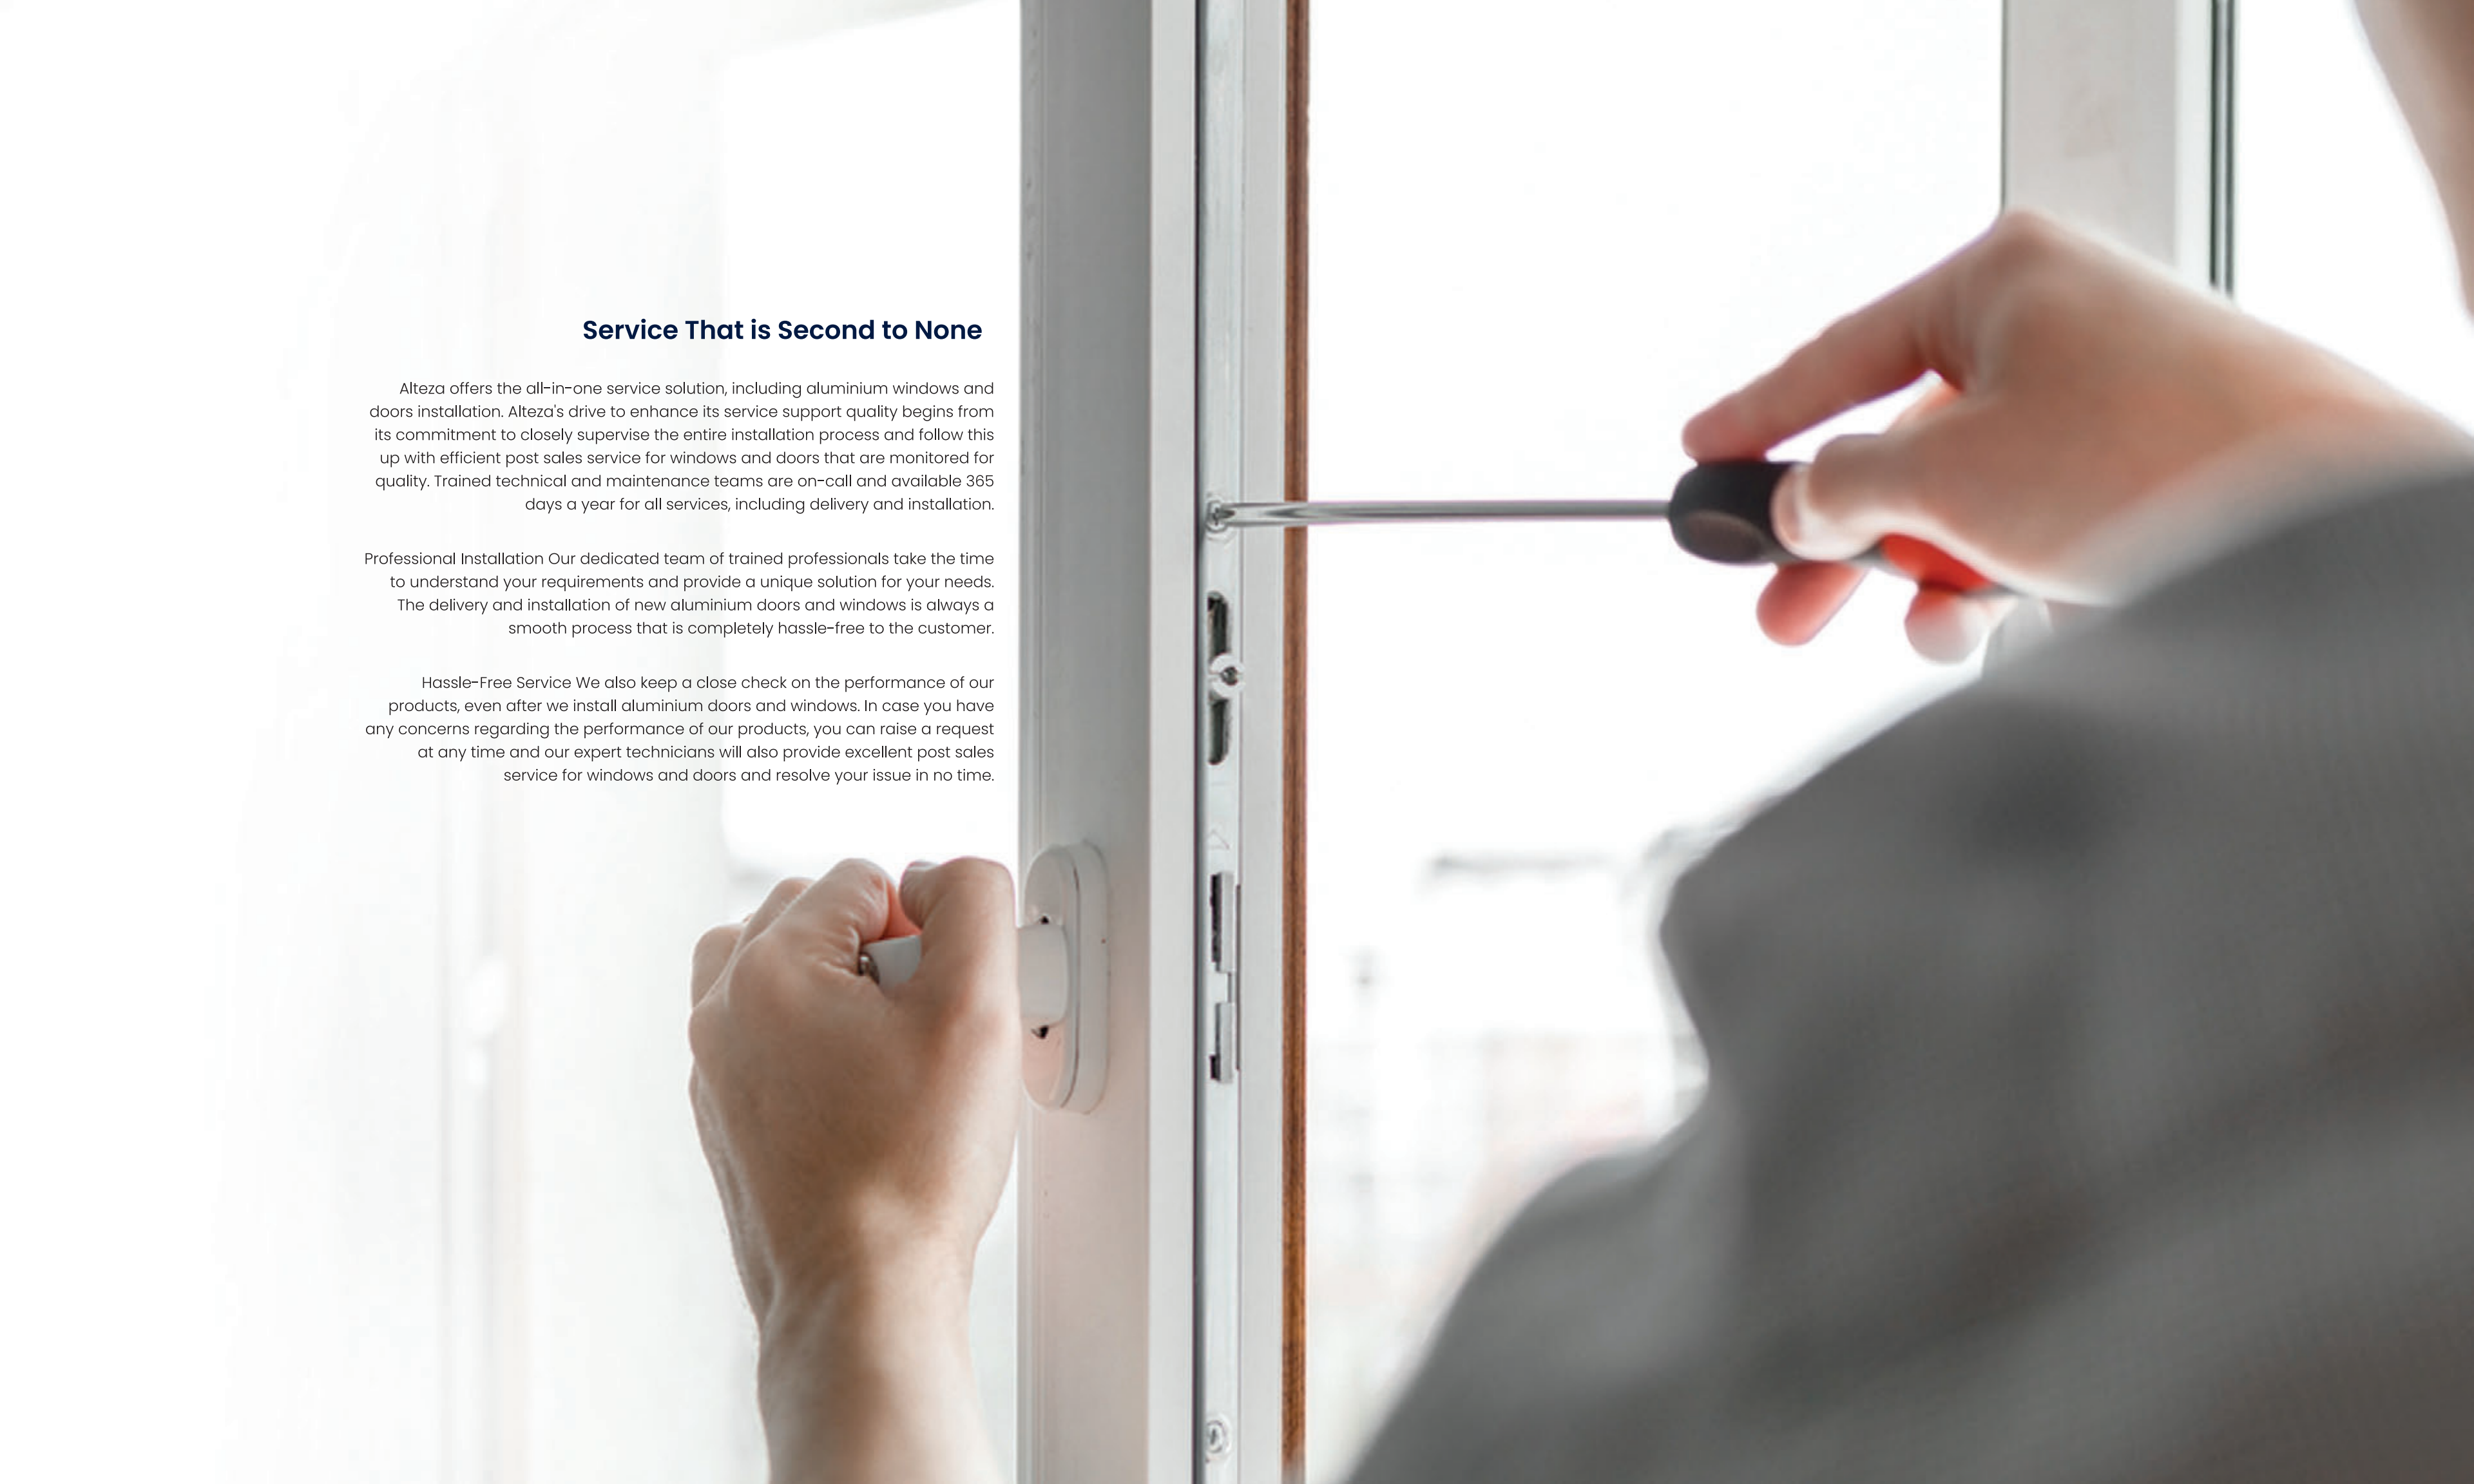 Service That is Second to None
Alteza offers the all-in-one service solution, including aluminium windows and
doors installation. Alteza's drive to enhance its service support quality begins from
its commitment to closely supervise the entire installation process and follow this
up with efficient post sales service for windows and doors that are monitored for
quality. Trained technical and maintenance teams are on-call and available 365
days a year for all services, including delivery and installation.
Professional Installation Our dedicated team of trained professionals take the time
to understand your requirements and provide a unique solution for your needs.
The delivery and installation of new aluminium doors and windows is always a
smooth process that is completely hassle-free to the customer.
Hassle-Free Service We also keep a close check on the performance of our
products, even after we install aluminium doors and windows. In case you have
any concerns regarding the performance of our products, you can raise a request
at any time and our expert technicians will also provide excellent post sales
service for windows and doors and resolve your issue in no time.